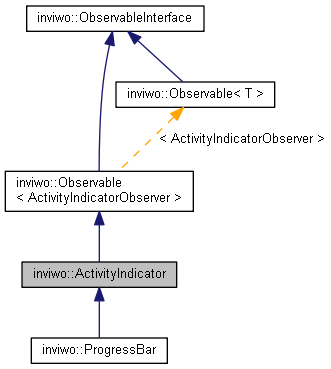 inviwo::ObservableInterface
inviwo::Observable< T >
< ActivityIndicatorObserver >
inviwo::Observable
< ActivityIndicatorObserver >
inviwo::ActivityIndicator
inviwo::ProgressBar